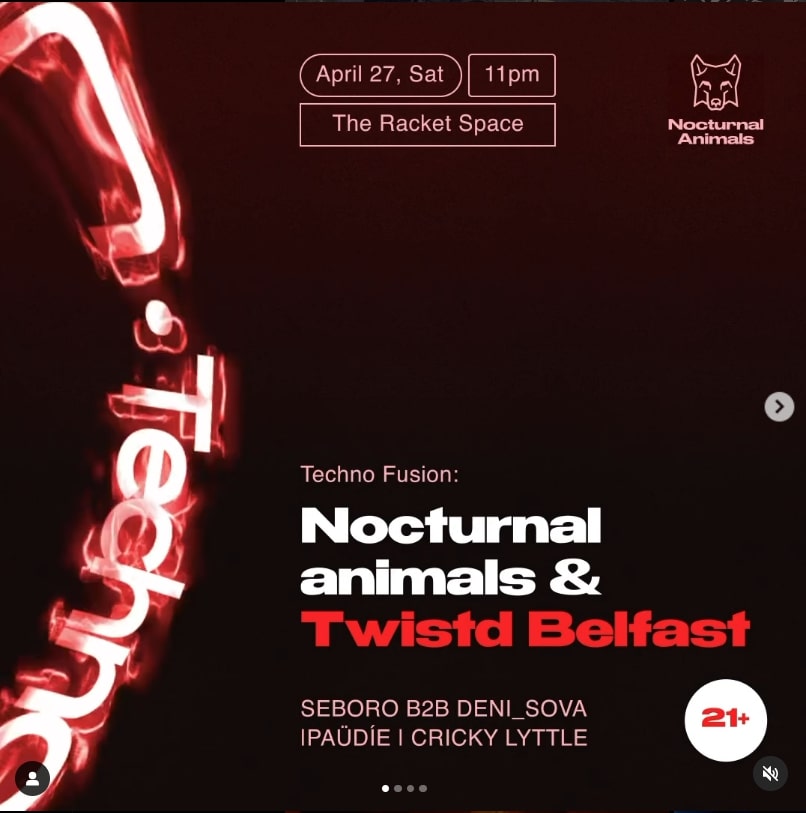 April 27, Sat
11pm
The Racket Space
Nocturnal
Animals
Techno
Techno Fusion:
Nocturnal
animals &
Twistd Belfast
SEBORO B2B DENI_SOVA
|PAÜDÍE | CRICKY LYTTLE
21+